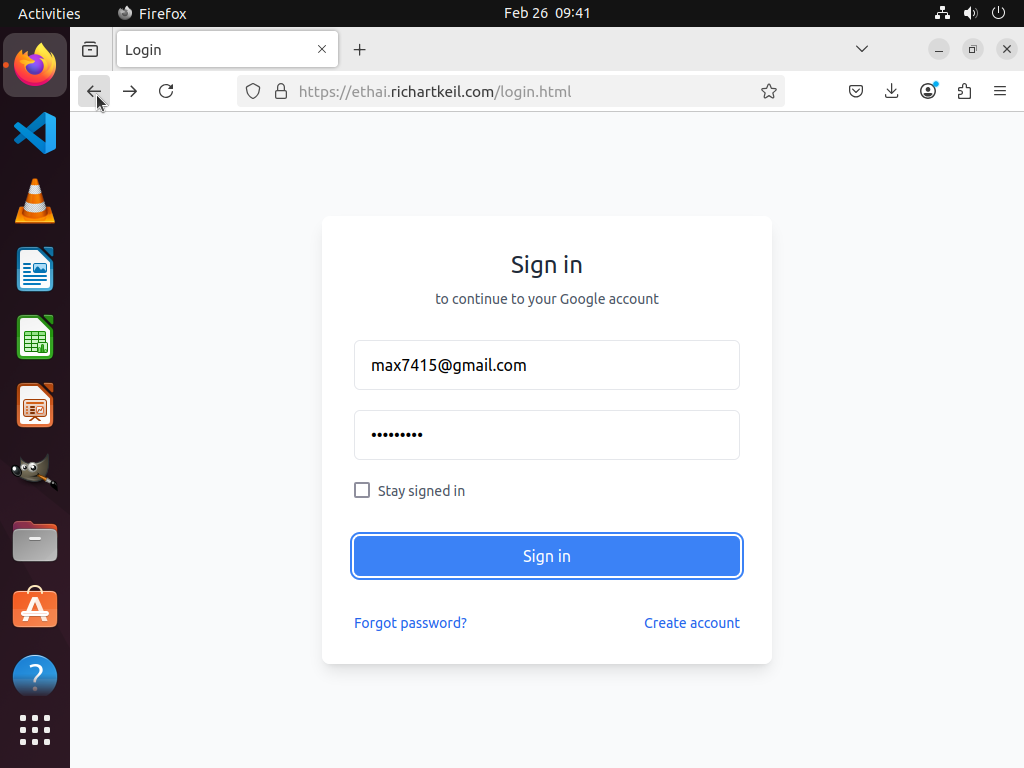 Activities
Firefox
Feb 26 09:41
Login
https://ethai.richartkeil.com/login.html
Sign in
to continue to your Google account
max7415@gmail.com
•••••••••
Stay signed in
Sign in
Forgot password?
Create account